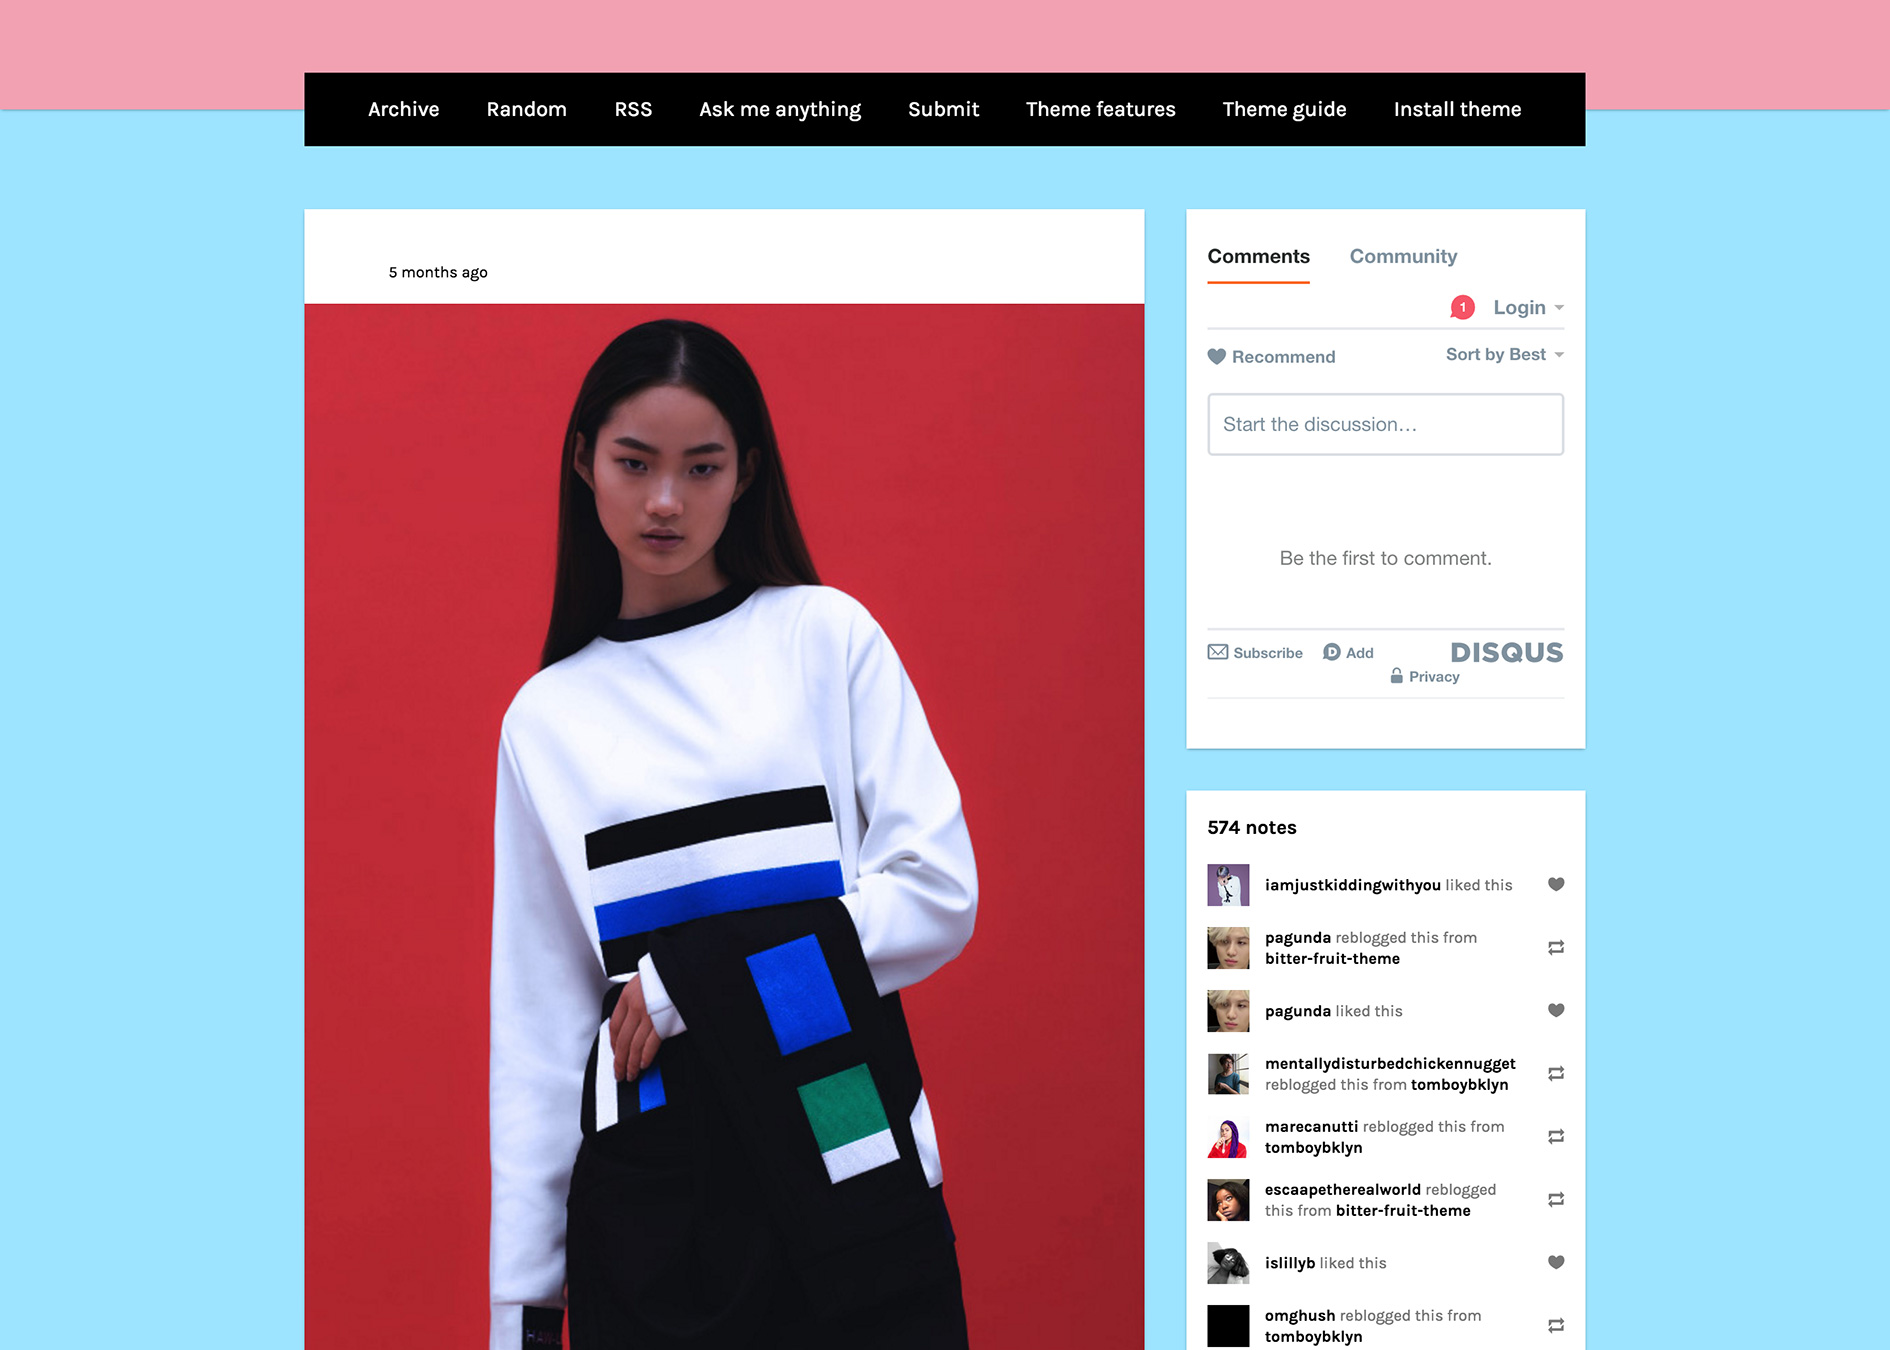 Archive Random RSS Ask me anything Submit Theme features Theme guide Install theme
5 months ago
Comments Community
1 Login
Recommend Sort by Best
Start the discussion…
Be the first to comment.
Subscribe Add DISQUS
Privacy
574 notes
iamjustkiddingwithyou liked this
pagunda reblogged this from
bitter-fruit-theme
pagunda liked this
mentallydisturbedchickennugget
reblogged this from tomboybklyn
marecanutti reblogged this from
tomboybklyn
escaapetherealworld reblogged
this from bitter-fruit-theme
islillyb liked this
omghush reblogged this from
tomboybklyn